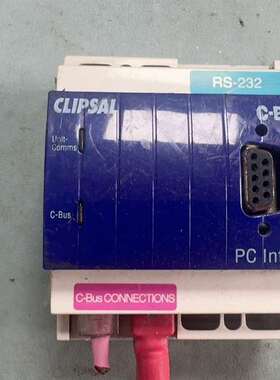 RS-232
CLIPSAL
C-B
Unit-
Comms
C-Bus
PC Int
C-Bus CONNECTIONS